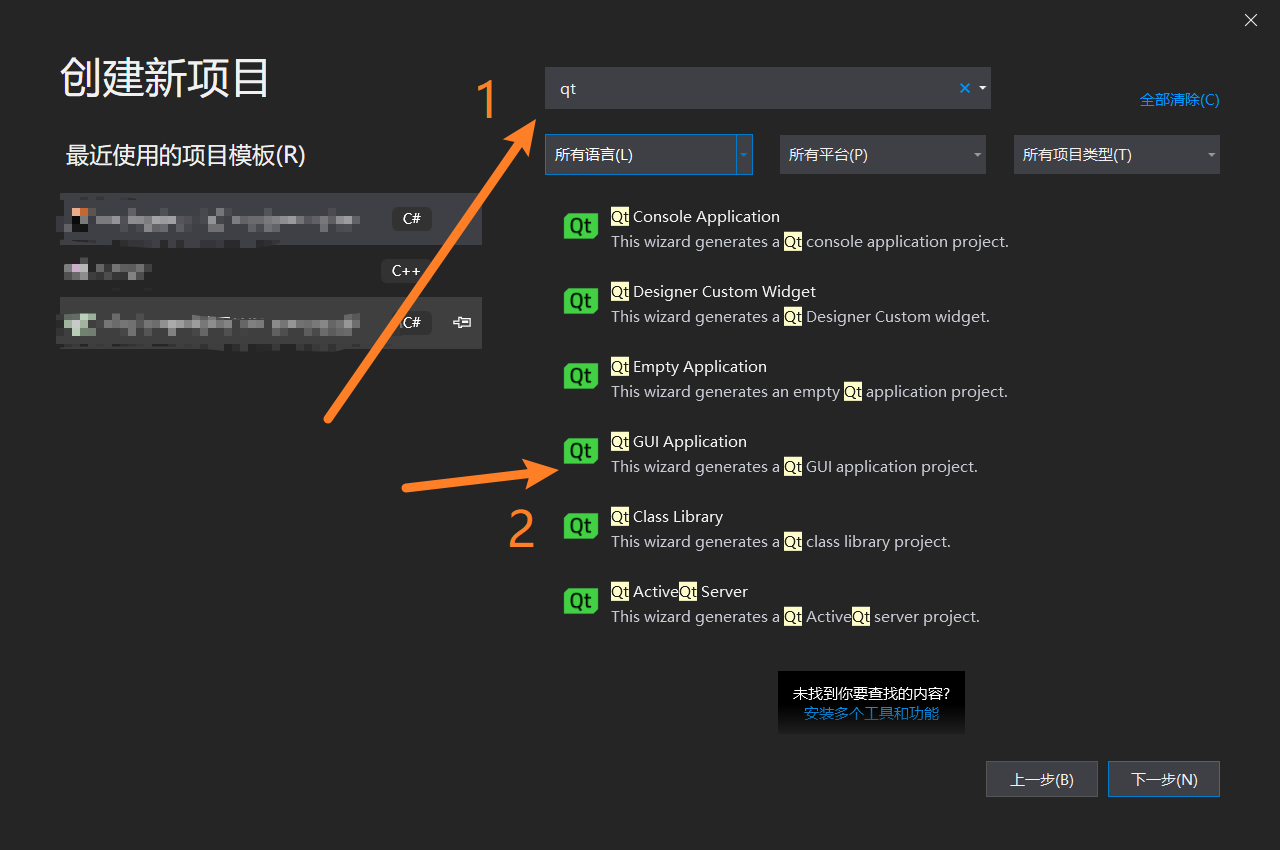 创建新项目
最近使用的项目模板(R)
C#
C++
C#
1
qt
全部清除(C)
所有语言(L)
所有平台(P)
所有项目类型(T)
Qt
Qt Console Application
This wizard generates a Qt console application project.
Qt
Qt Designer Custom Widget
This wizard generates a Qt Designer Custom widget.
Qt
Qt Empty Application
This wizard generates an empty Qt application project.
Qt
Qt GUI Application
This wizard generates a Qt GUI application project.
2
Qt
Qt Class Library
This wizard generates a Qt class library project.
Qt
Qt ActiveQt Server
This wizard generates a Qt ActiveQt server project.
未找到你要查找的内容?
安装多个工具和功能
上一步(B)
下一步(N)